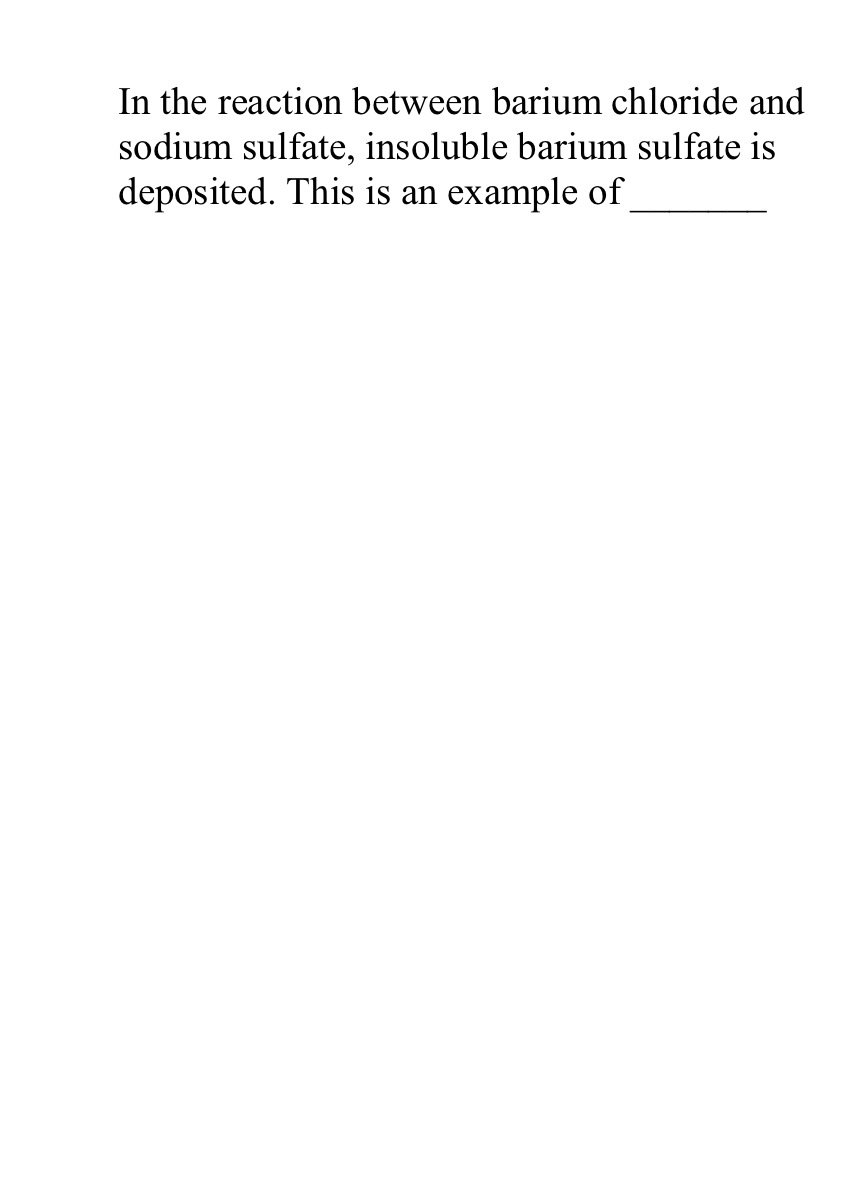 In the reaction between barium chloride and
sodium sulfate, insoluble barium sulfate is
deposited. This is an example of _______